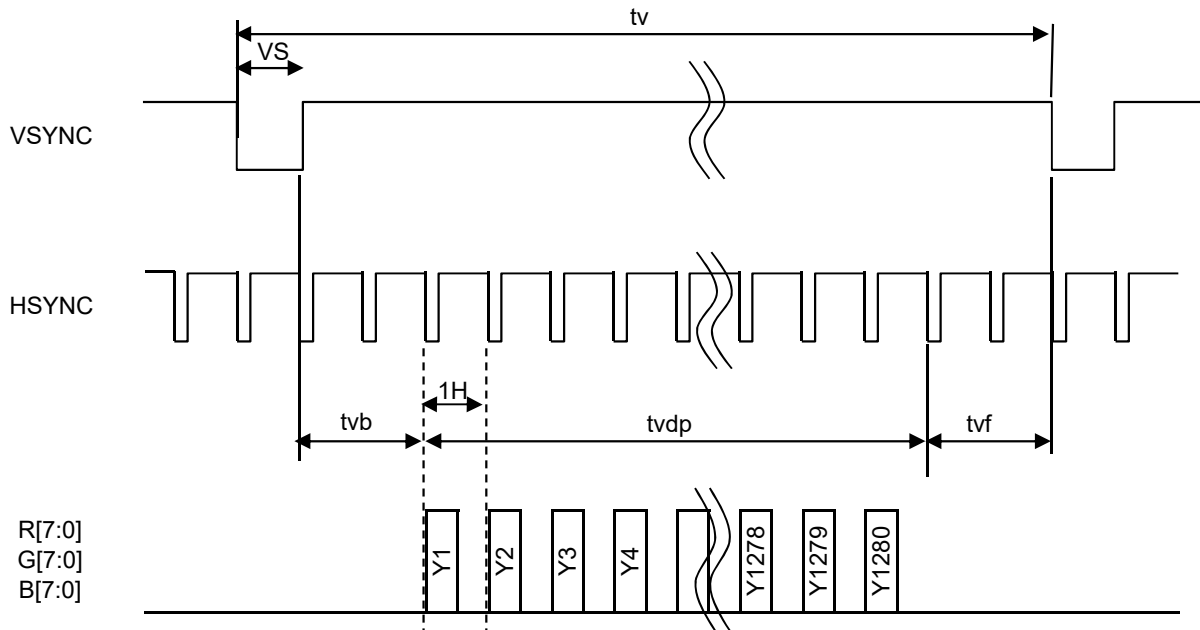 tv
VS
VSYNC
HSYNC
1H
tvb
tvdp
tvf
R[7:0]
G[7:0]
B[7:0]
Y1
Y2
Y3
Y4
Y1278
Y1279
Y1280